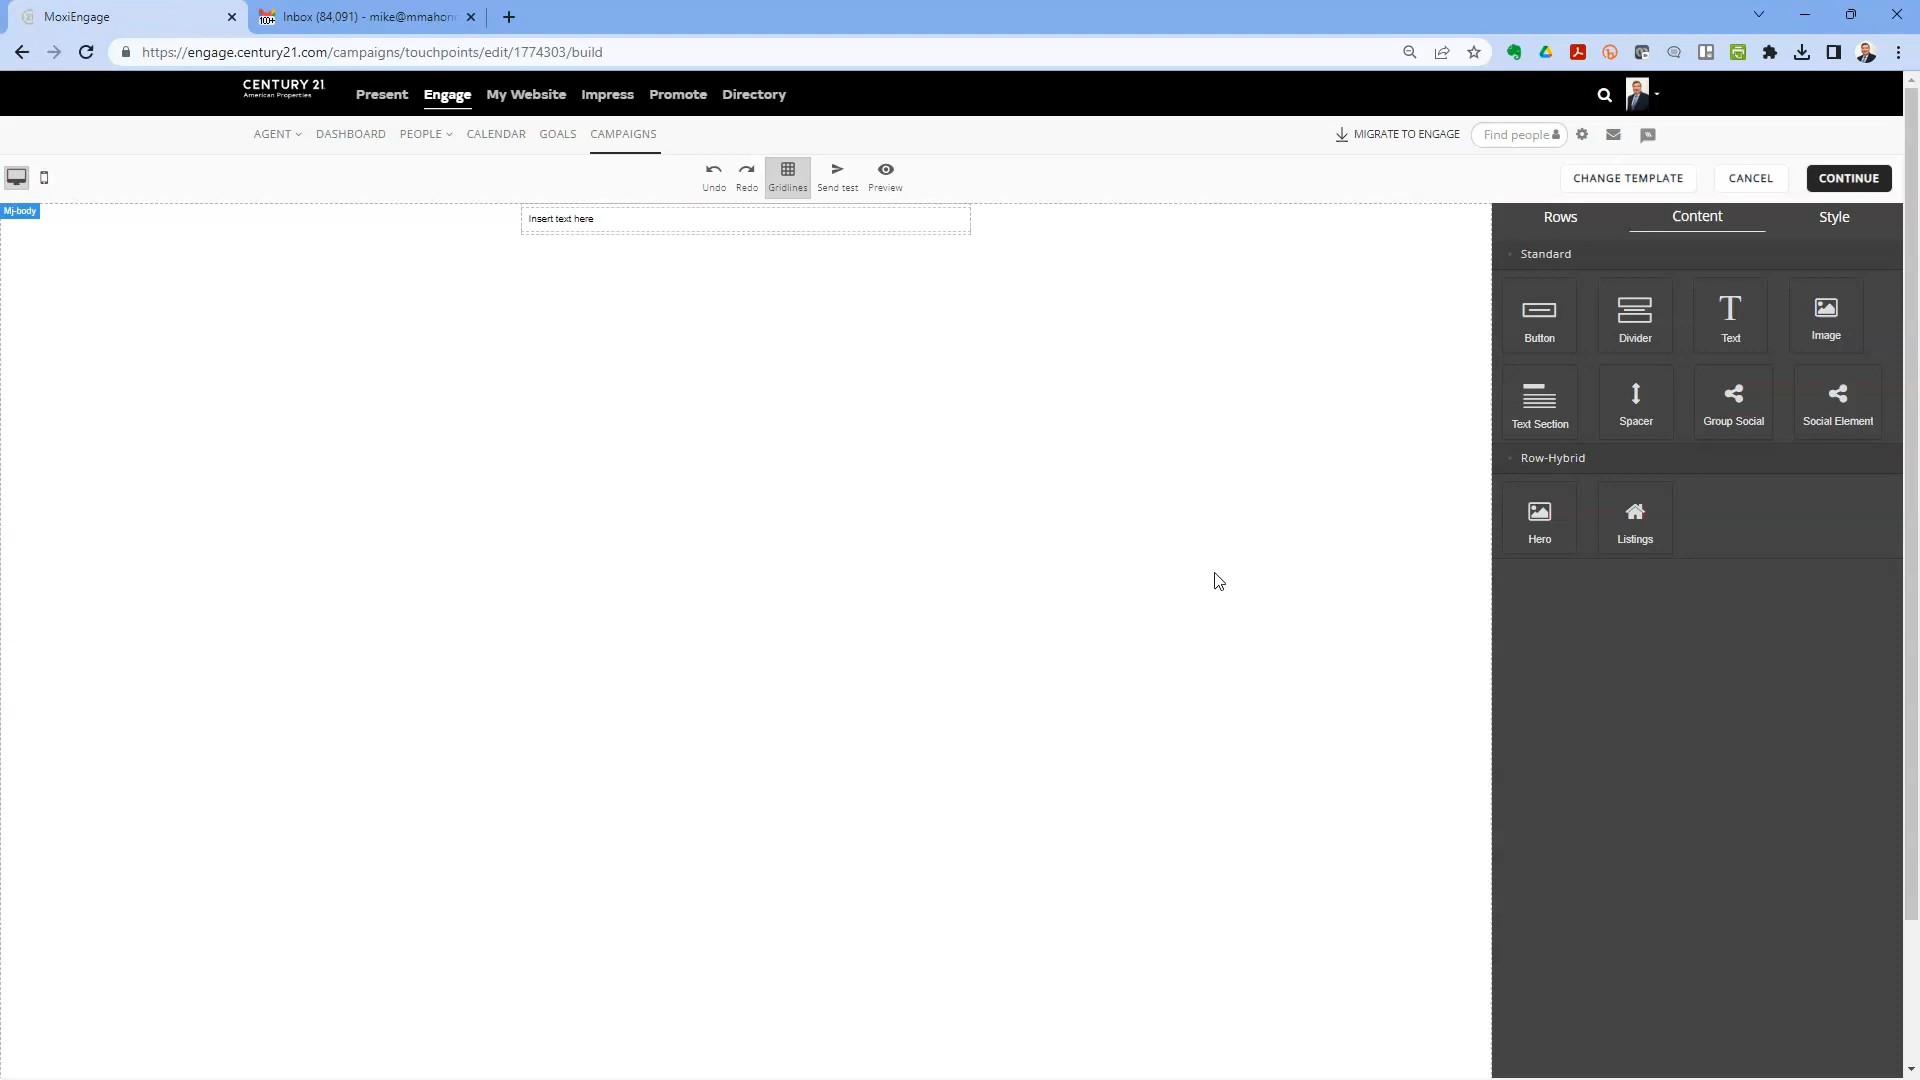 MoxiEngage
Inbox (84,091) - mike@mmahon
https://engage.century21.com/campaigns/touchpoints/edit/1774303/build
CENTURY 21
American Properties
Present Engage My Website Impress Promote Directory
AGENT DASHBOARD PEOPLE CALENDAR GOALS CAMPAIGNS
MIGRATE TO ENGAGE Find people
Undo Redo Gridlines Send test Preview
CHANGE TEMPLATE CANCEL CONTINUE
Mj-body
Insert text here
Rows Content Style
Standard
Button Divider Text Image
Text Section Spacer Group Social Social Element
Row-Hybrid
Hero Listings